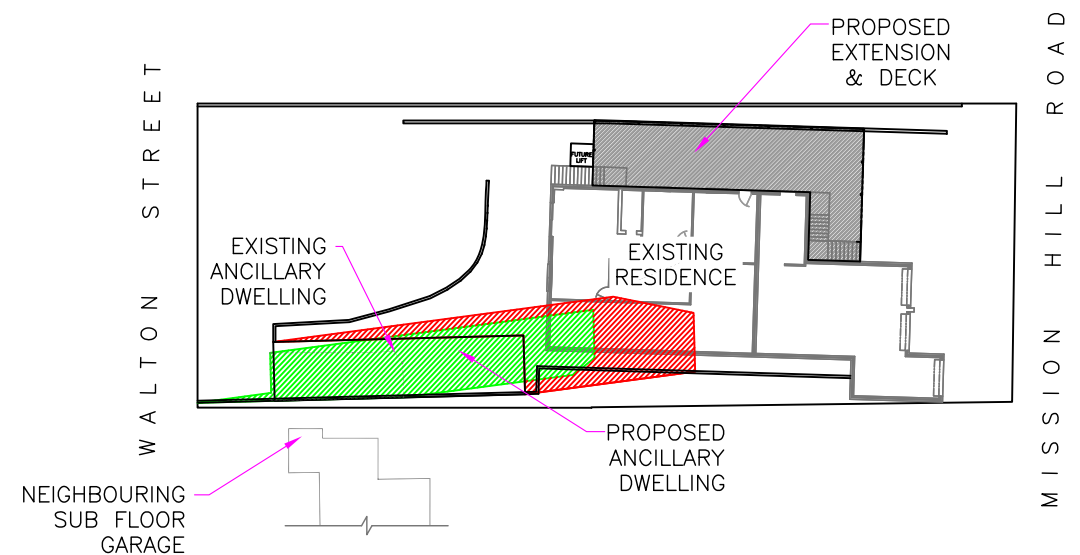 PROPOSED
EXTENSION
& DECK
WALTON STREET
MISSION HILL ROAD
FUTURE
LIFT
EXISTING
ANCILLARY
DWELLING
EXISTING
RESIDENCE
PROPOSED
ANCILLARY
DWELLING
NEIGHBOURING
SUB FLOOR
GARAGE